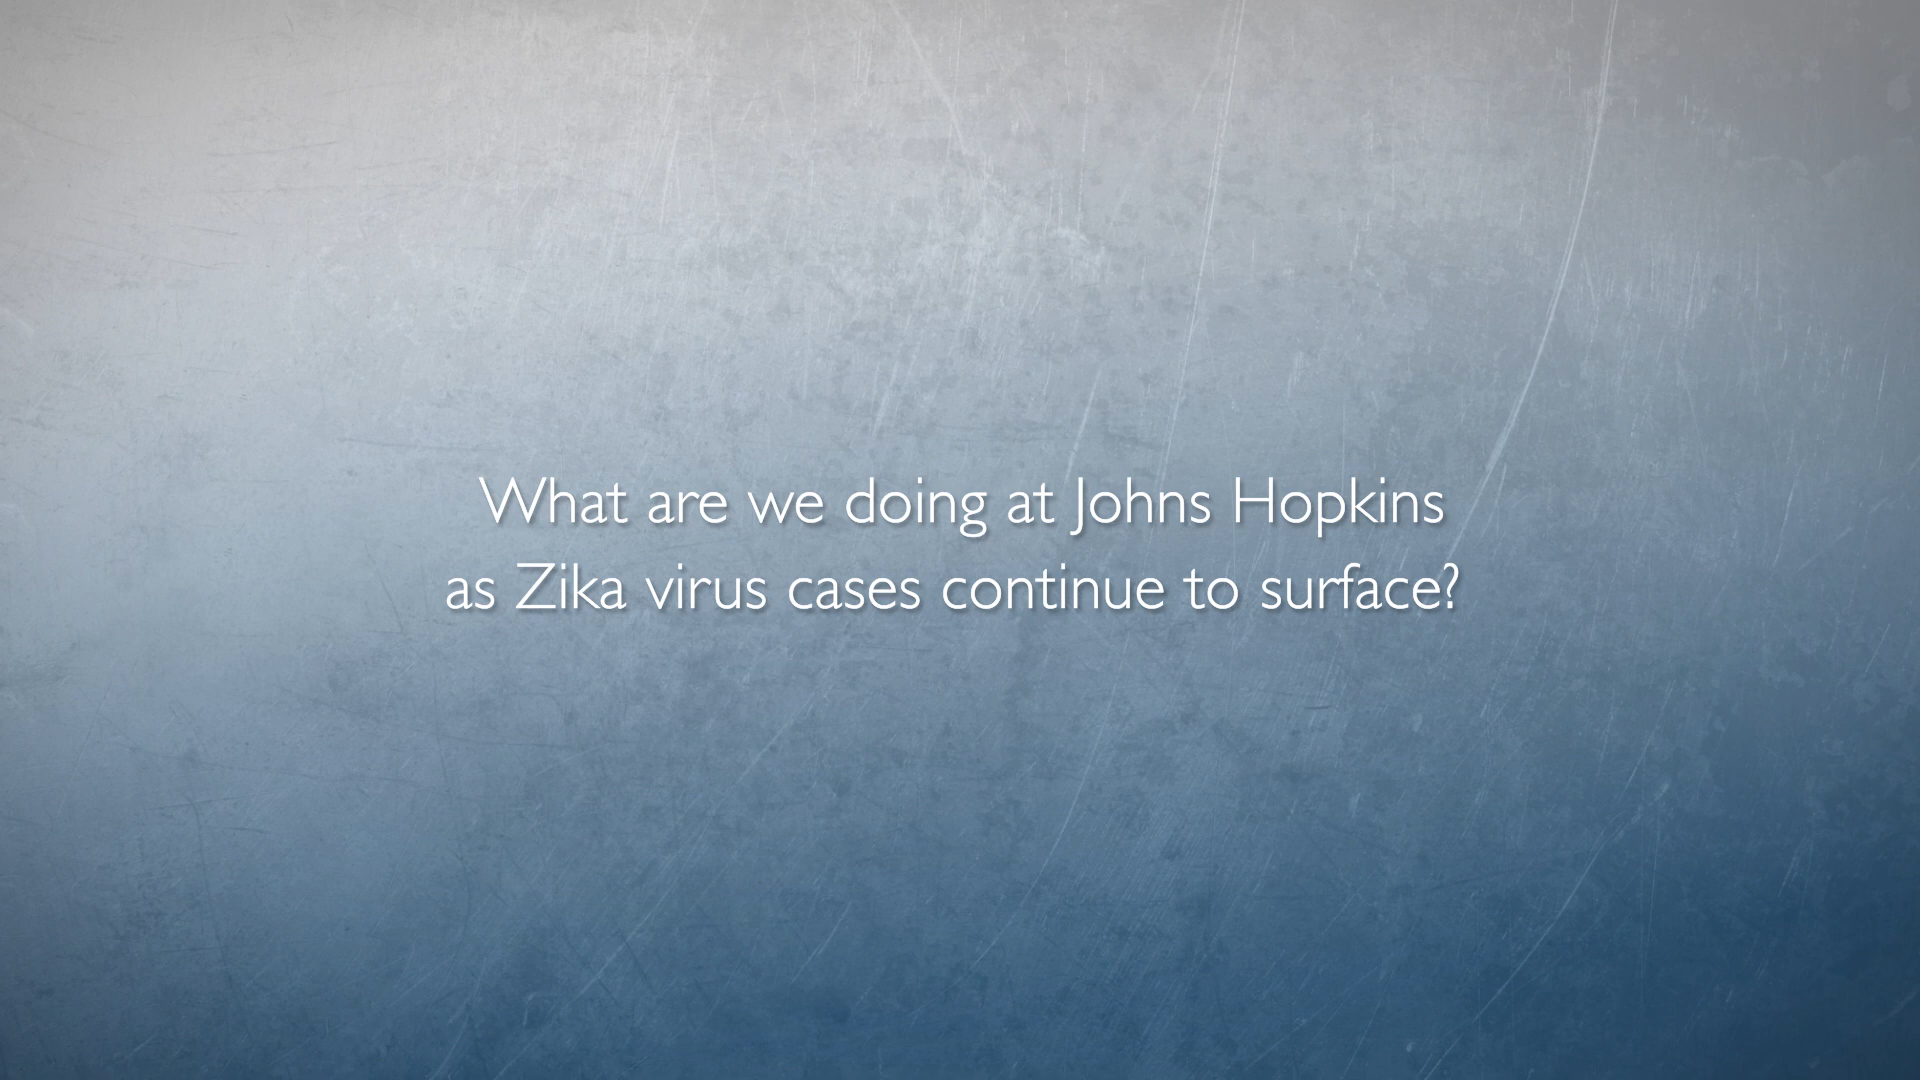 What are we doing at Johns Hopkins
as Zika virus cases continue to surface?